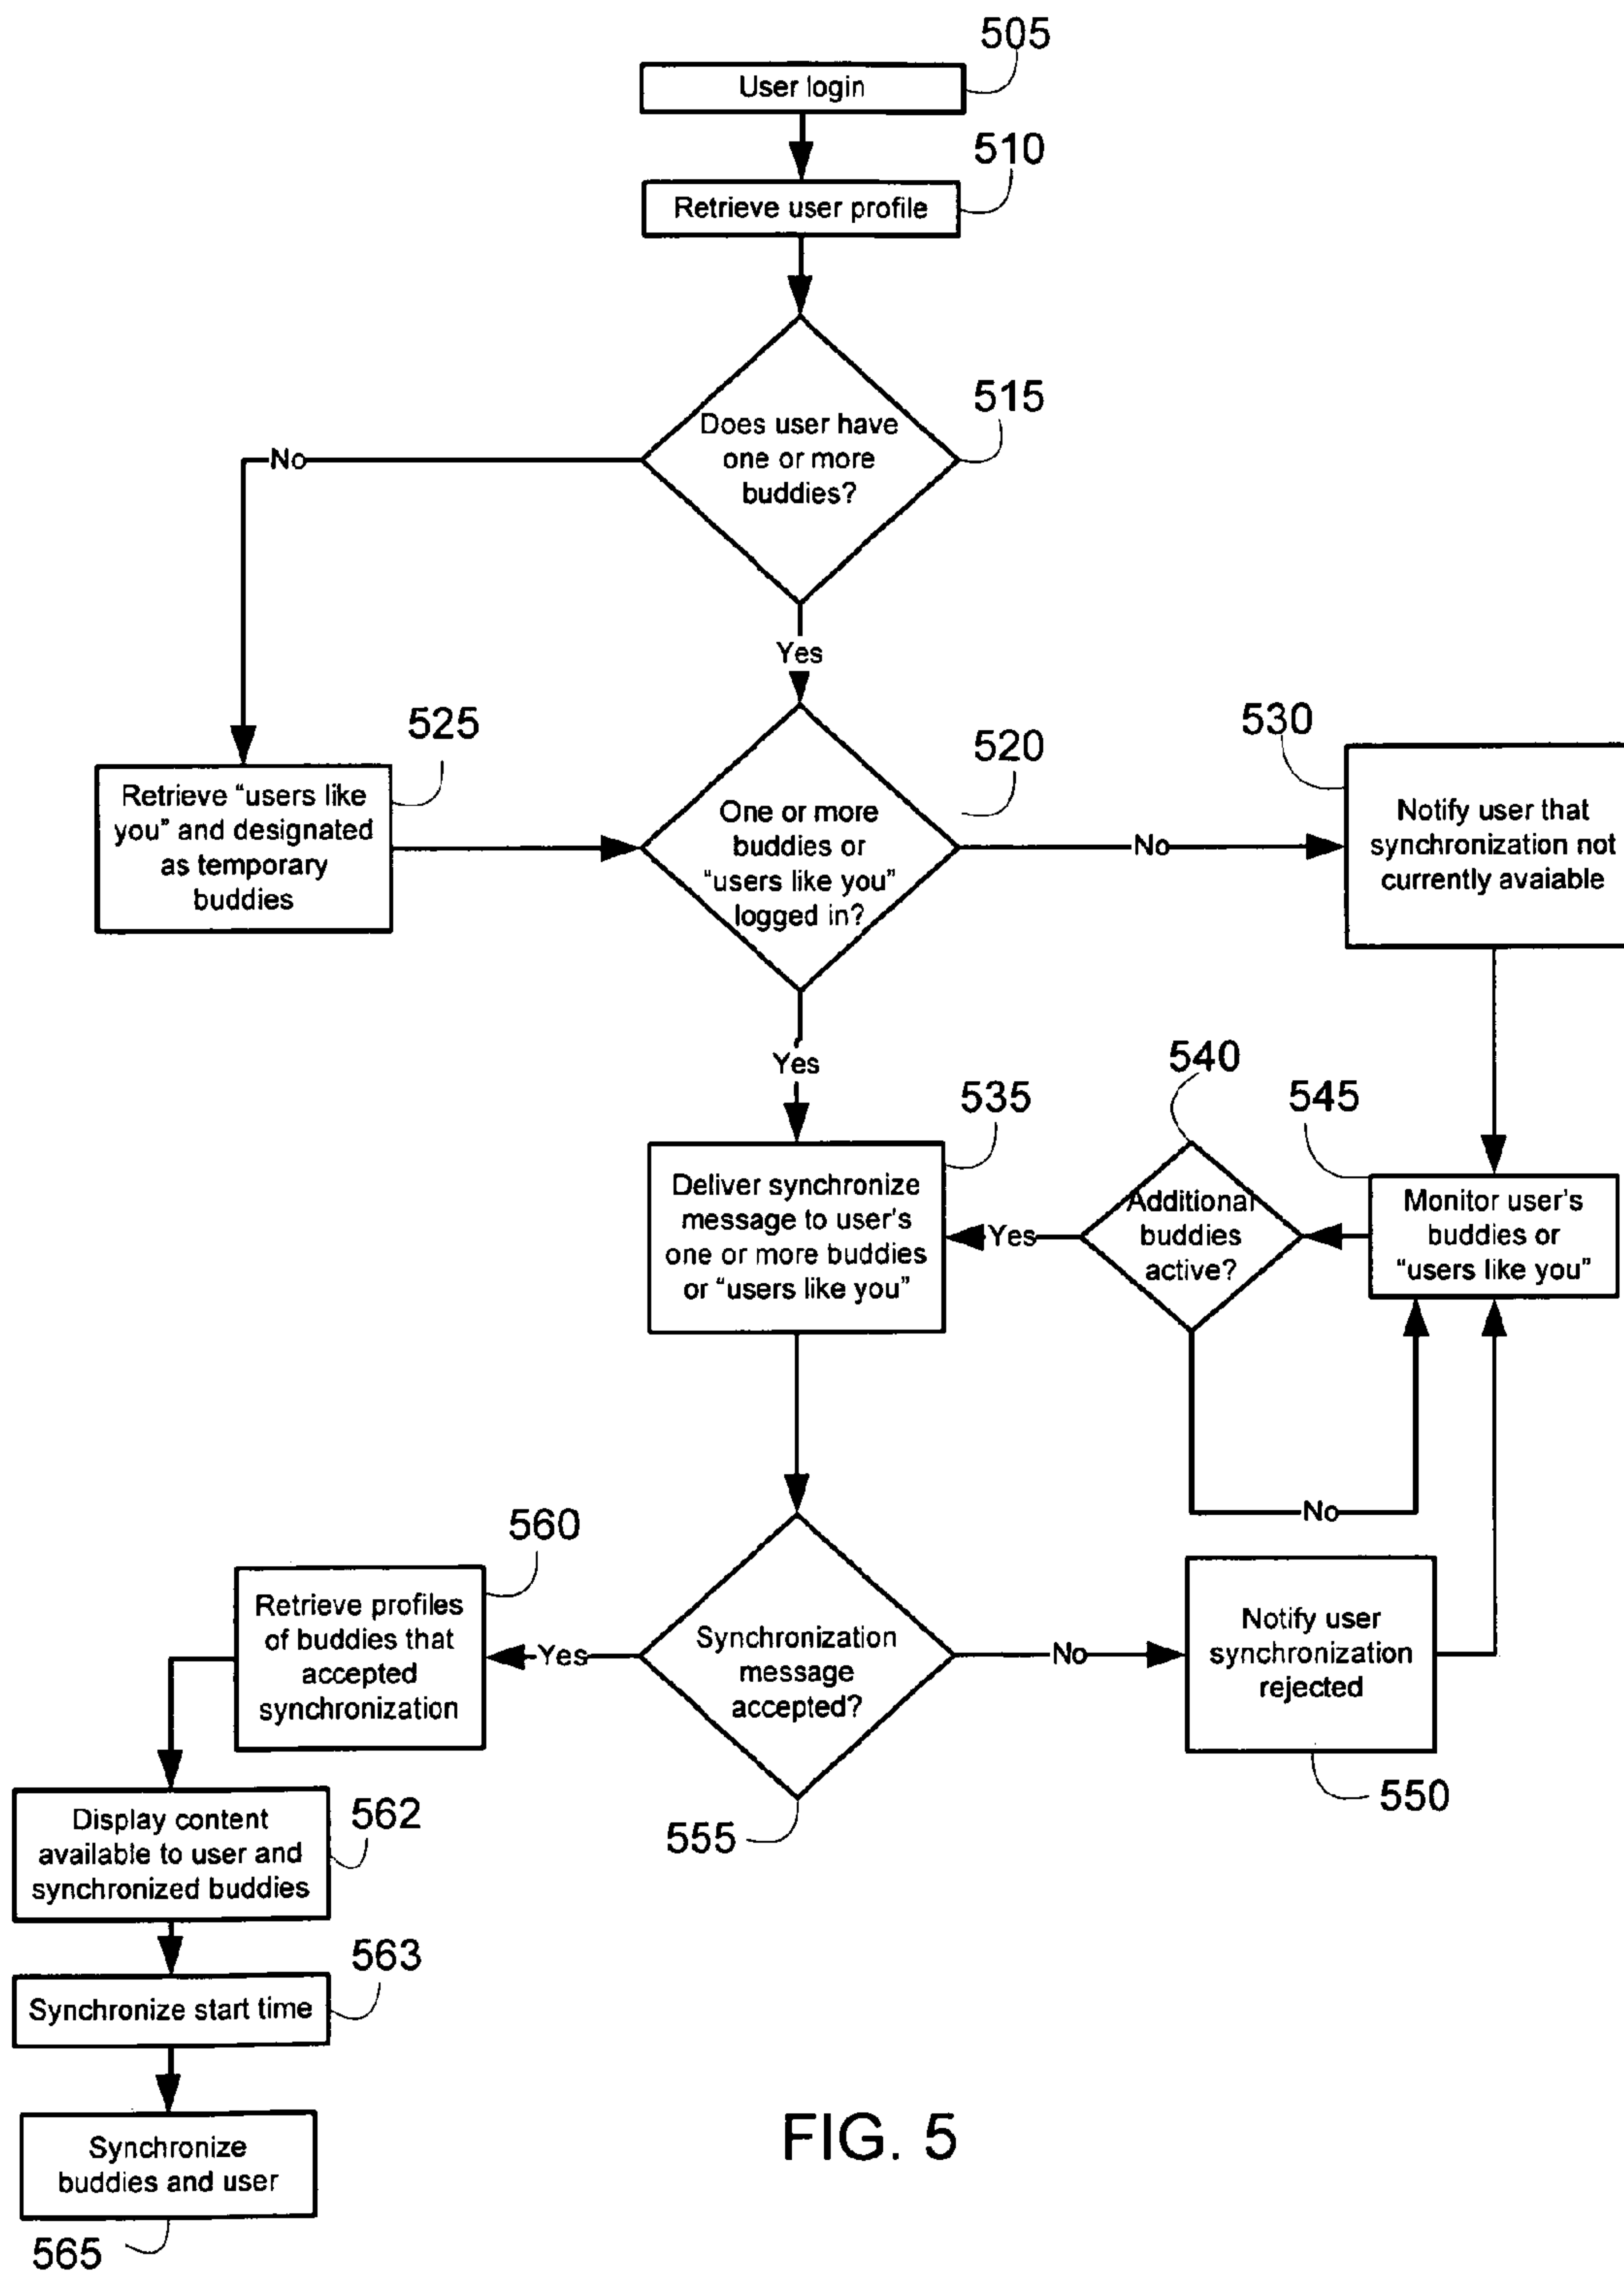 505
User login
510
Retrieve user profile
515
Does user have
one or more
buddies?
No
Yes
525
Retrieve “users like
you” and designated
as temporary
buddies
520
One or more
buddies or
“users like you”
logged in?
No
530
Notify user that
synchronization not
currently avaiable
Yes
535
Deliver synchronize
message to user's
one or more buddies
or “users like you”
540
Additional
buddies
active?
Yes
No
545
Monitor user's
buddies or
“users like you”
560
Retrieve profiles
of buddies that
accepted
synchronization
Yes
Synchronization
message
accepted?
555
No
Notify user
synchronization
rejected
550
562
Display content
available to user and
synchronized buddies
563
Synchronize start time
Synchronize
buddies and user
565
FIG. 5